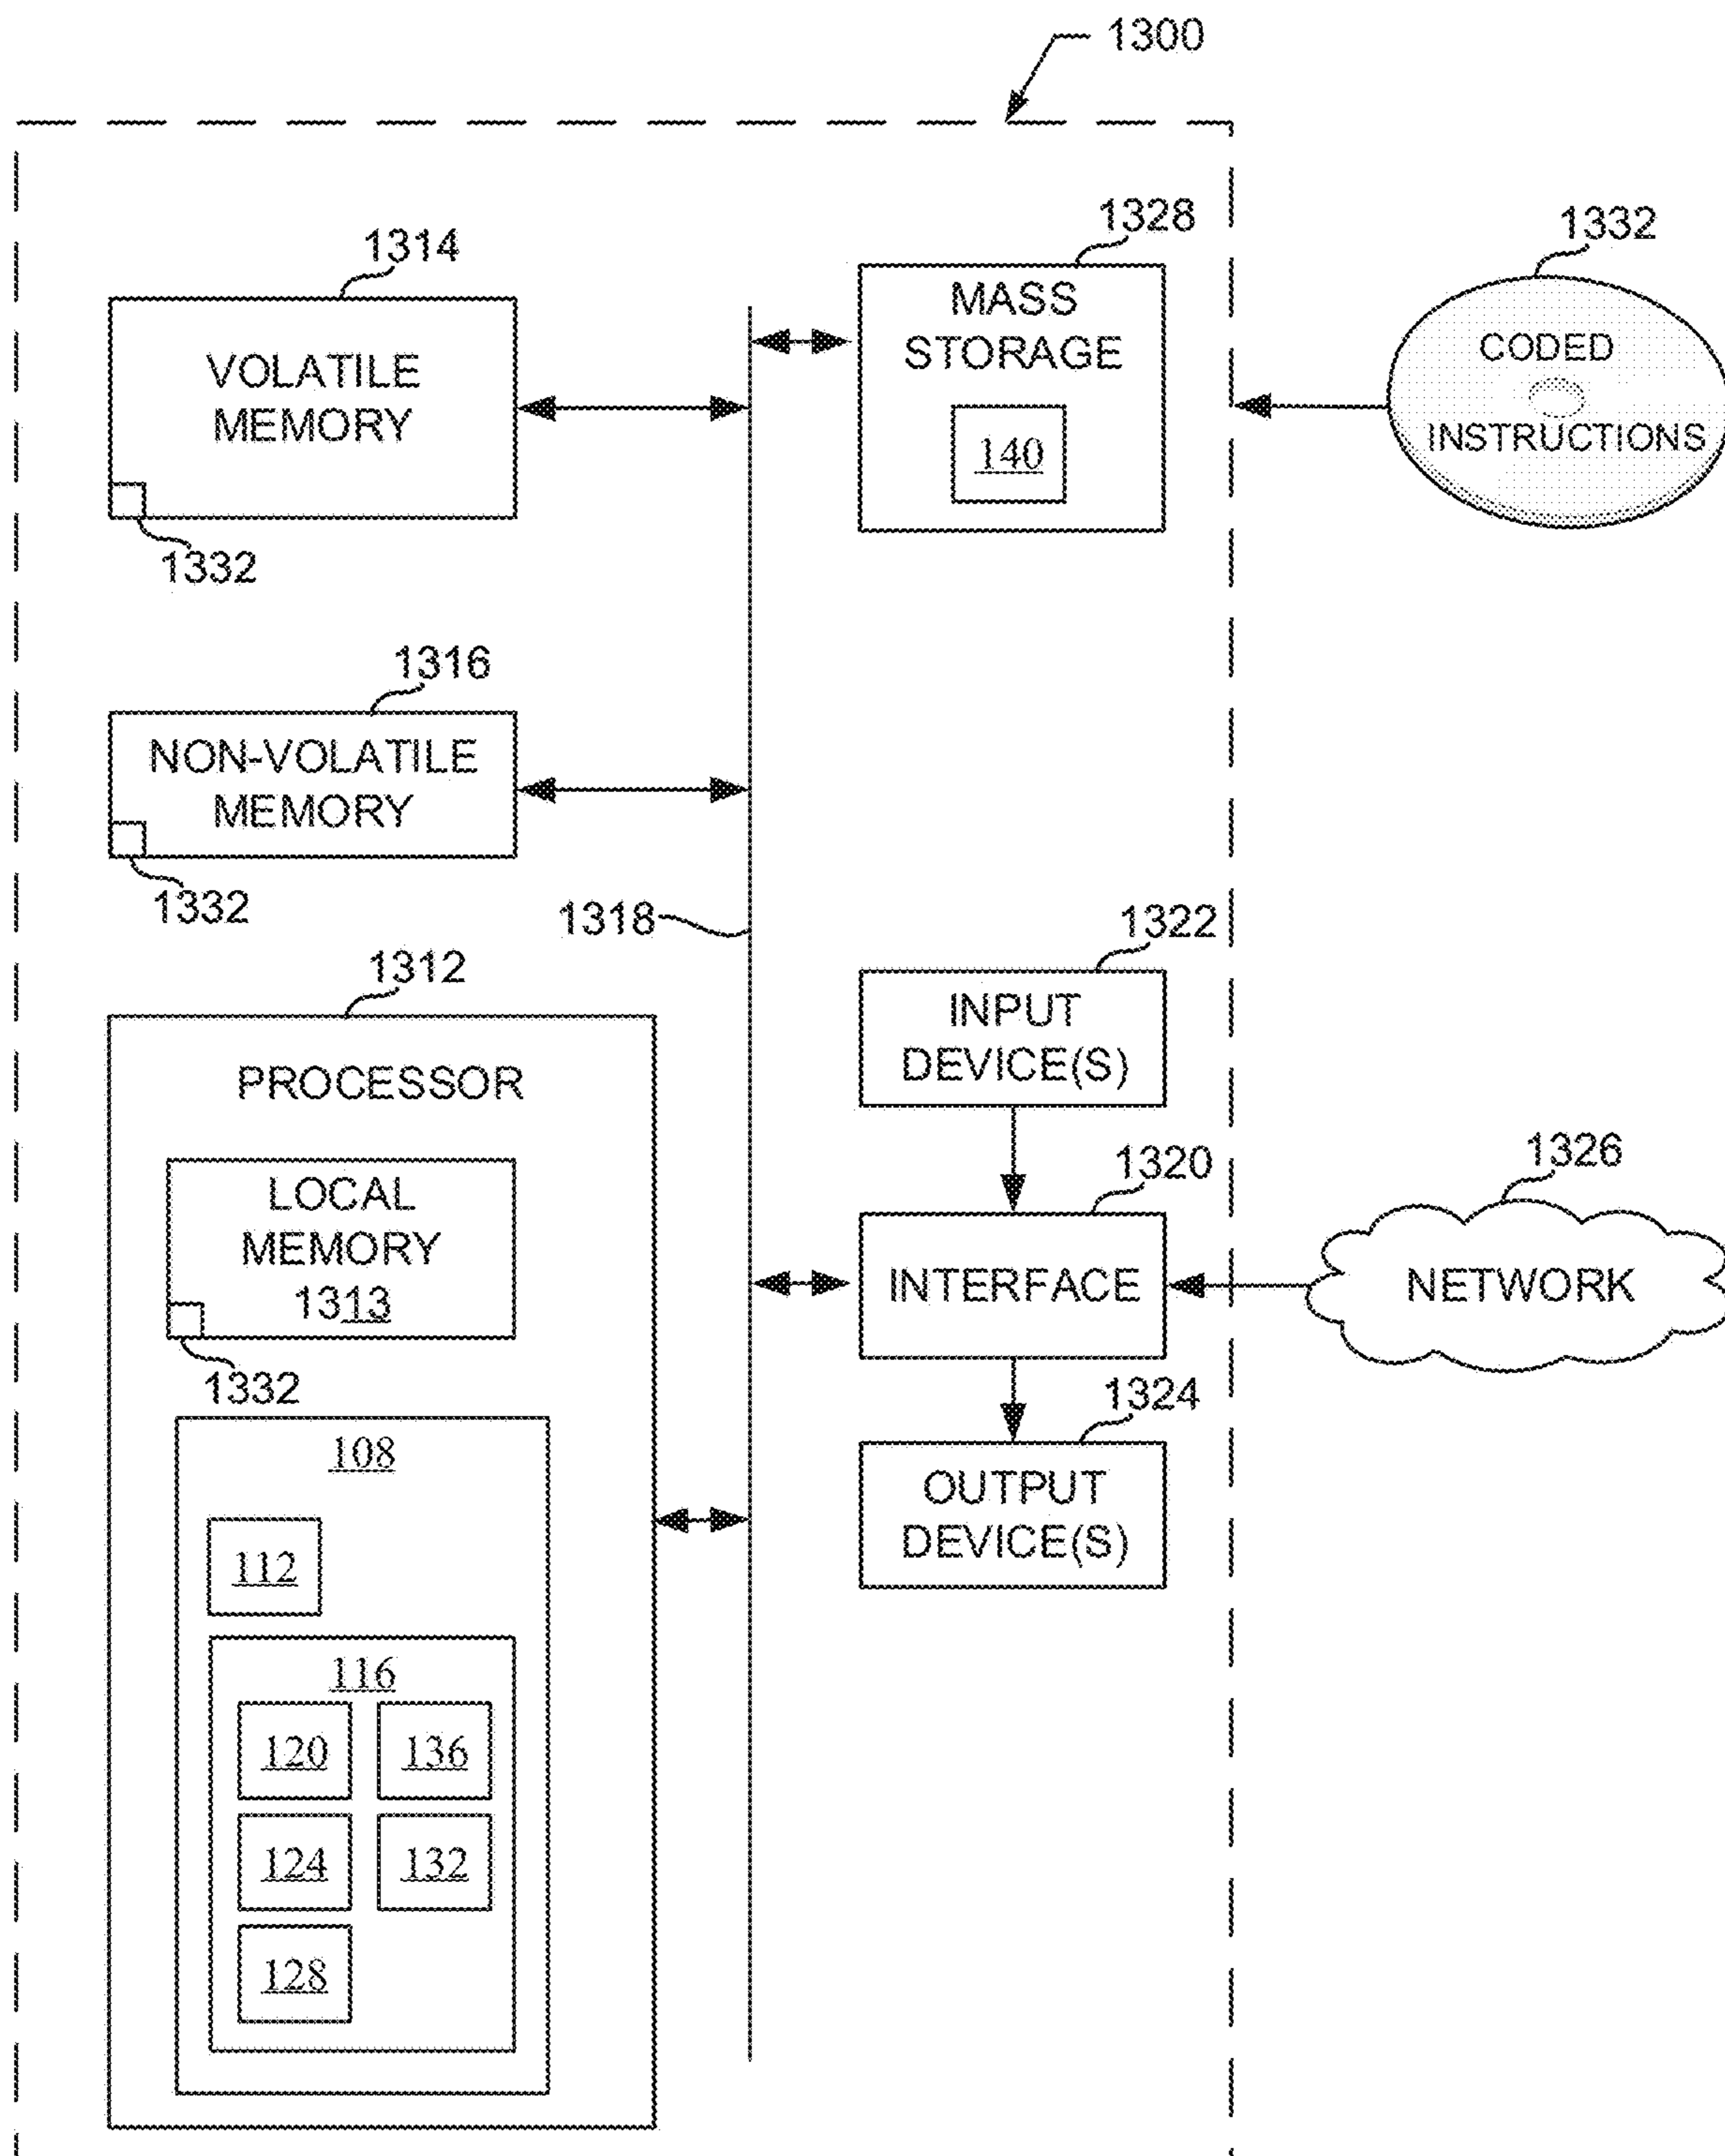 1300
1314
VOLATILE
MEMORY
1332
1328
MASS
STORAGE
140
1332
CODED
INSTRUCTIONS
1316
NON-VOLATILE
MEMORY
1332
1318
1312
PROCESSOR
LOCAL
MEMORY
1313
1332
108
112
116
120
136
124
132
128
1322
INPUT
DEVICE(S)
1320
INTERFACE
1326
NETWORK
1324
OUTPUT
DEVICE(S)